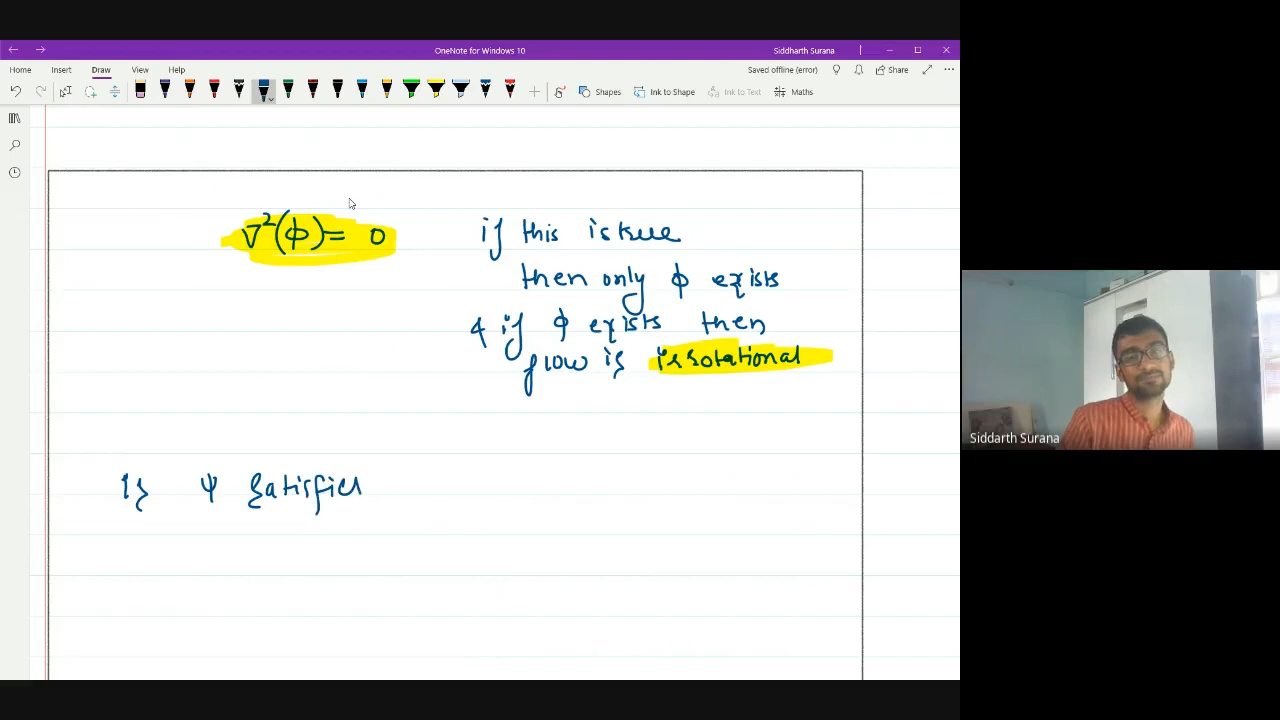 OneNote for Windows 10
Siddharth Surana
Home Insert Draw View Help
Saved offline (error)
Share
Shapes
Ink to Shape
Ink to Text
Maths
∇²(φ) = 0
if this is true
then only φ exists
& if φ exists then
flow is irrotational
Siddarth Surana
If ψ satisfies